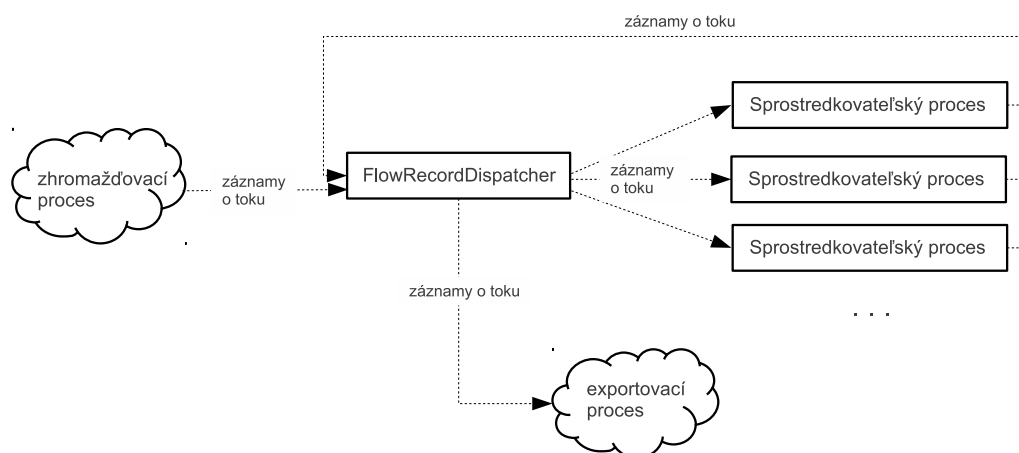 záznamy o toku
Sprostredkovateľský proces
zhromažďovací
proces
záznamy
o toku
FlowRecordDispatcher
záznamy
o toku
Sprostredkovateľský proces
Sprostredkovateľský proces
záznamy o toku
. . .
exportovací
proces